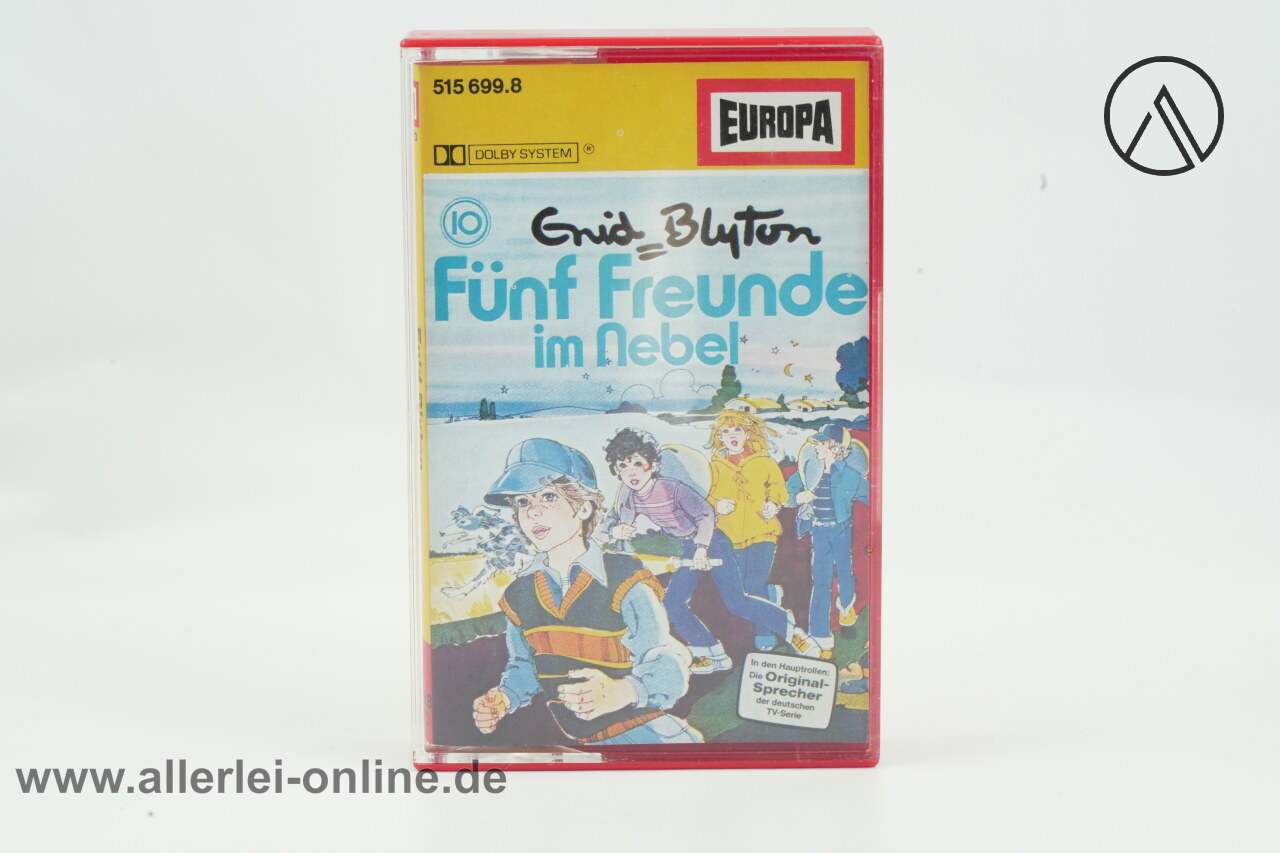 515 699.8
EUROPA
DOLBY SYSTEM ®
10
Enid Blyton
Fünf Freunde
im Nebel
In den Hauptrollen:
Die Original-
Sprecher
der deutschen
TV-Serie
www.allerlei-online.de